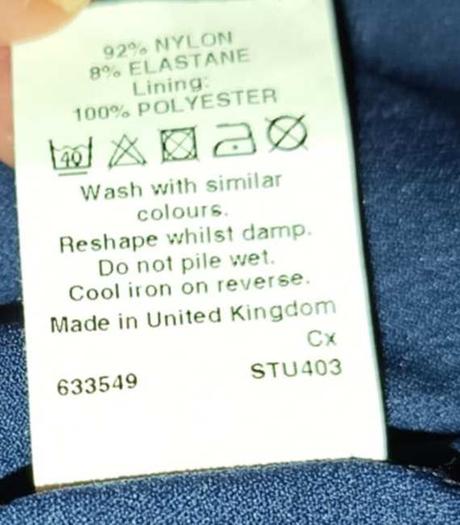 92% NYLON
8% ELASTANE
Lining:
100% POLYESTER
40
Wash with similar
colours.
Reshape whilst damp.
Do not pile wet.
Cool iron on reverse.
Made in United Kingdom
Cx
633549 STU403